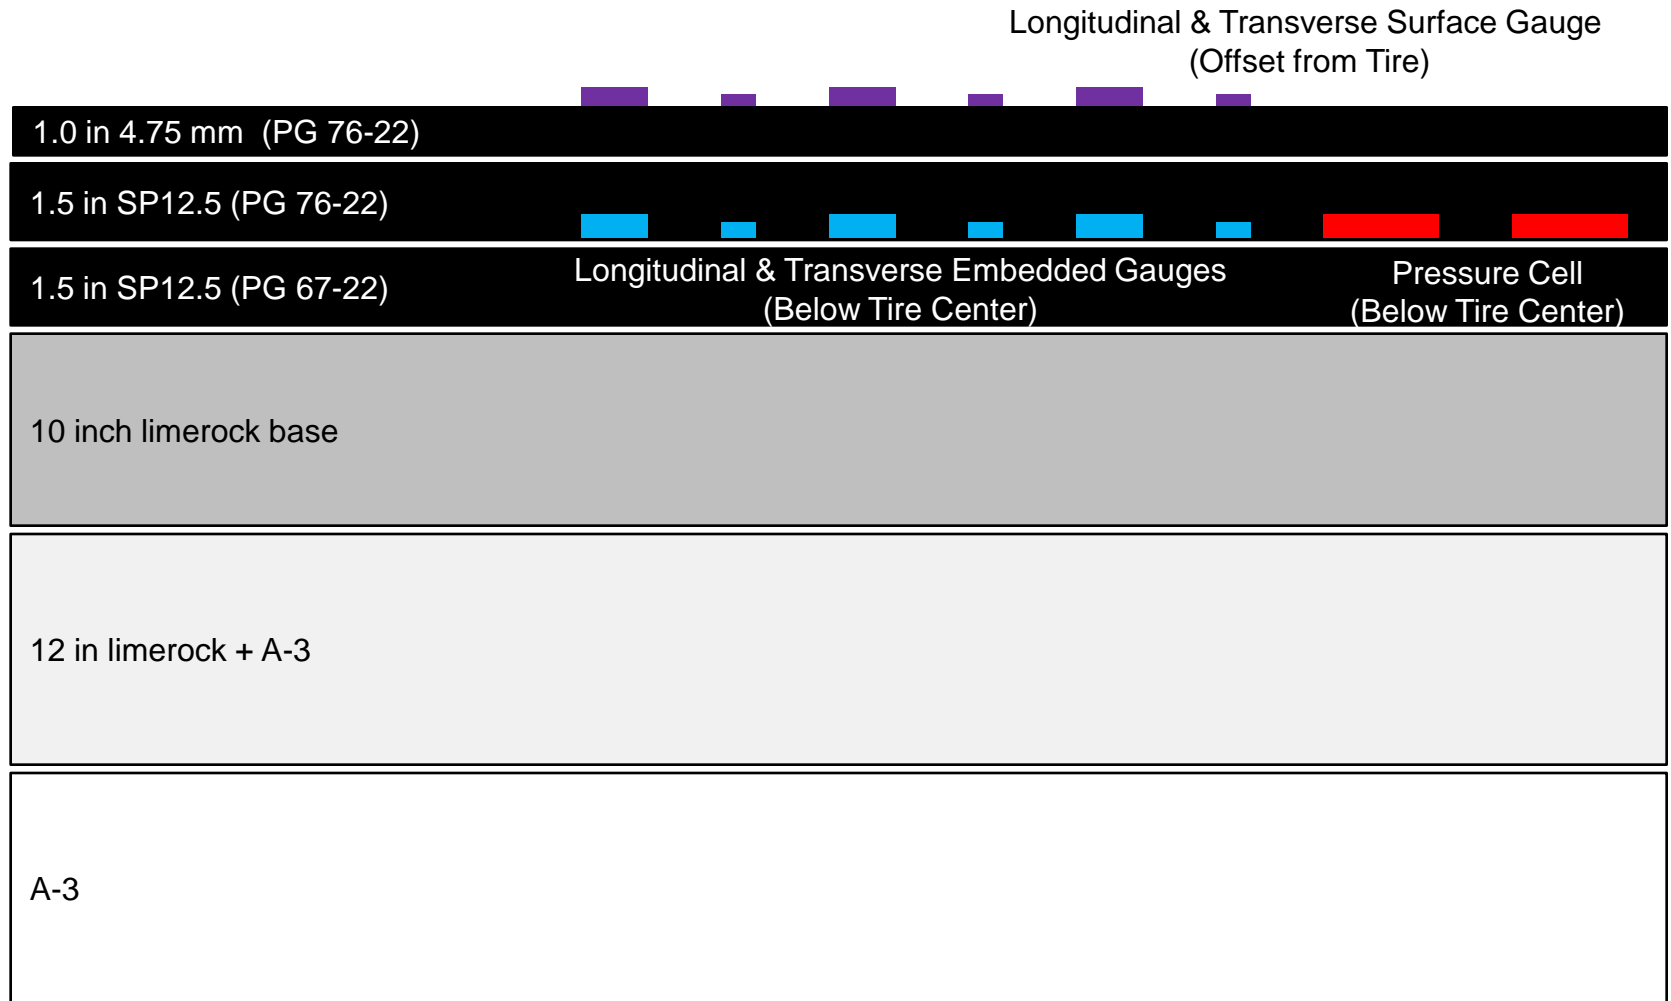 Longitudinal & Transverse Surface Gauge
(Offset from Tire)
1.0 in 4.75 mm  (PG 76-22)
1.5 in SP12.5 (PG 76-22)
1.5 in SP12.5 (PG 67-22)
Longitudinal & Transverse Embedded Gauges
(Below Tire Center)
Pressure Cell
(Below Tire Center)
10 inch limerock base
12 in limerock + A-3
A-3